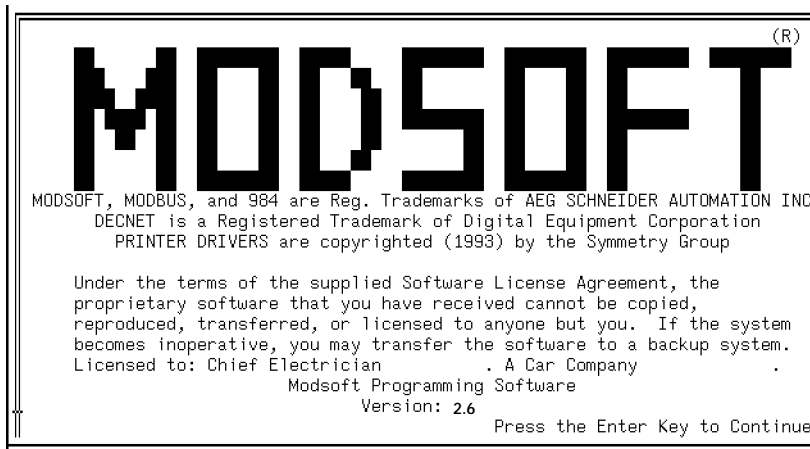 (R)
MODSOFT
MODSOFT, MODBUS, and 984 are Reg. Trademarks of AEG SCHNEIDER AUTOMATION INC
DECNET is a Registered Trademark of Digital Equipment Corporation
PRINTER DRIVERS are copyrighted (1993) by the Symmetry Group
Under the terms of the supplied Software License Agreement, the
proprietary software that you have received cannot be copied,
reproduced, transferred, or licensed to anyone but you.  If the system
becomes inoperative, you may transfer the software to a backup system.
Licensed to: Chief Electrician . A Car Company .
Modsoft Programming Software
Version: 2.6
Press the Enter Key to Continue